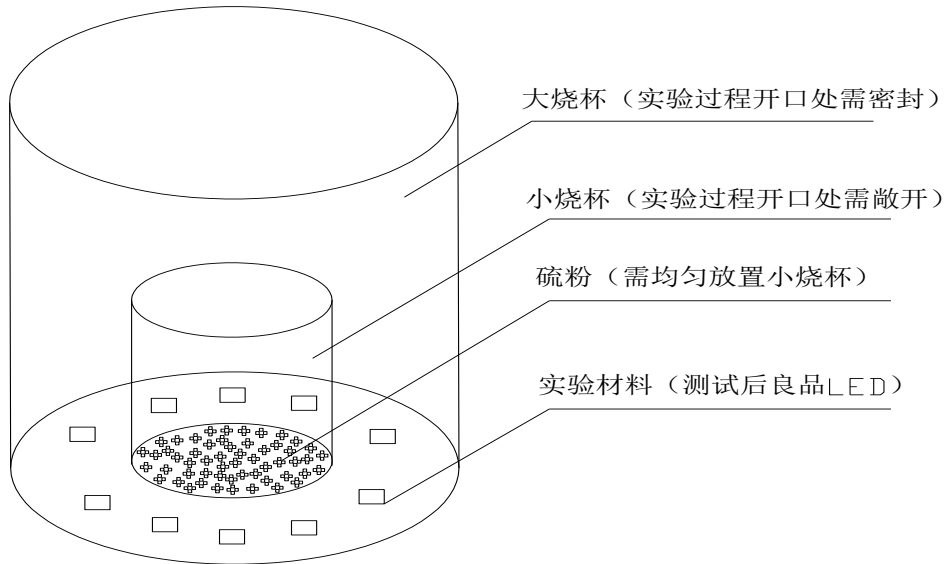 大烧杯（实验过程开口处需密封）
小烧杯（实验过程开口处需敞开）
硫粉（需均匀放置小烧杯）
实验材料（测试后良品LED）